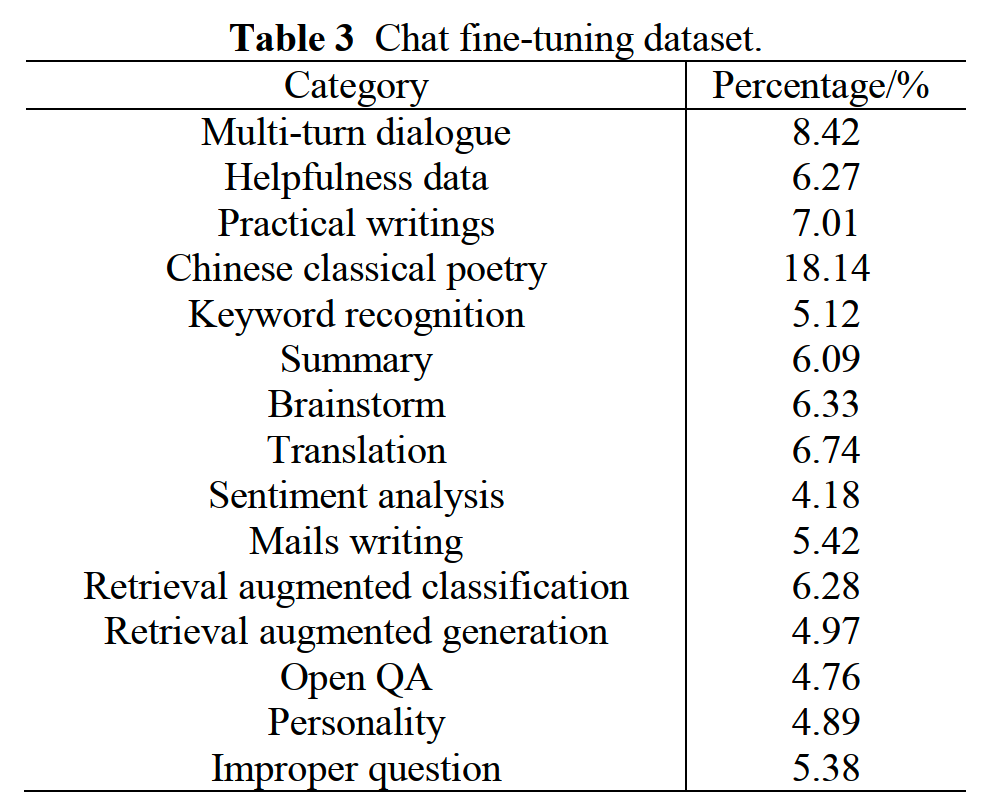 Table 3 Chat fine-tuning dataset.
Category Percentage/%
Multi-turn dialogue 8.42
Helpfulness data 6.27
Practical writings 7.01
Chinese classical poetry 18.14
Keyword recognition 5.12
Summary 6.09
Brainstorm 6.33
Translation 6.74
Sentiment analysis 4.18
Mails writing 5.42
Retrieval augmented classification 6.28
Retrieval augmented generation 4.97
Open QA 4.76
Personality 4.89
Improper question 5.38